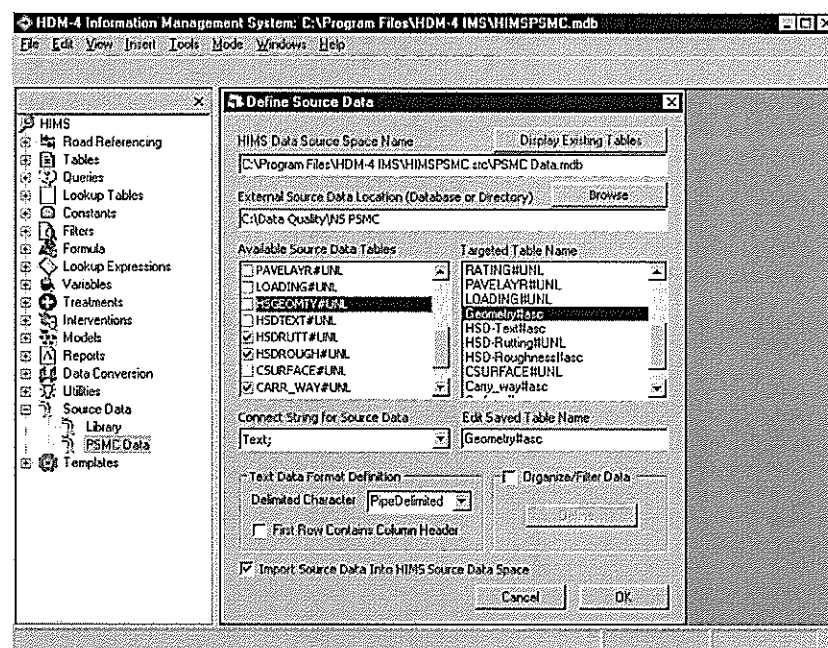 HDM-4 Information Management System: C:\Program Files\HDM-4 IMS\HIMSPSMC.mdb
File Edit View Insert Tools Mode Windows Help
HIMS
Road Referencing
Tables
Queries
Lookup Tables
Constants
Filters
Formula
Lookup Expressions
Variables
Treatments
Interventions
Models
Reports
Data Conversion
Utilities
Source Data
Library
PSMC Data
Templates
Define Source Data
HIMS Data Source Space Name
Display Existing Tables
C:\Program Files\HDM-4 IMS\HIMSPSMC.src\PSMC Data.mdb
External Source Data Location (Database or Directory)
Browse
C:\Data Quality\NS PSMC
Available Source Data Tables
PAVELAYR#UNL
LOADING#UNL
HSGEOMTY#UNL
HSDTEXT#UNL
HSDRUTT#UNL
HSDROUGH#UNL
CSURFACE#UNL
CARR_WAY#UNL
Targeted Table Name
RATING#UNL
PAVELAYR#UNL
LOADING#UNL
Geometry#asc
HSD-Text#asc
HSD-Rutting#UNL
HSD-Roughness#asc
CSURFACE#UNL
Carry_way#asc
Connect String for Source Data
Text;
Edit Saved Table Name
Geometry#asc
Text Data Format Definition
Delimited Character
PipeDelimited
First Row Contains Column Header
Organize/Filter Data
Import Source Data Into HIMS Source Data Space
Cancel
OK